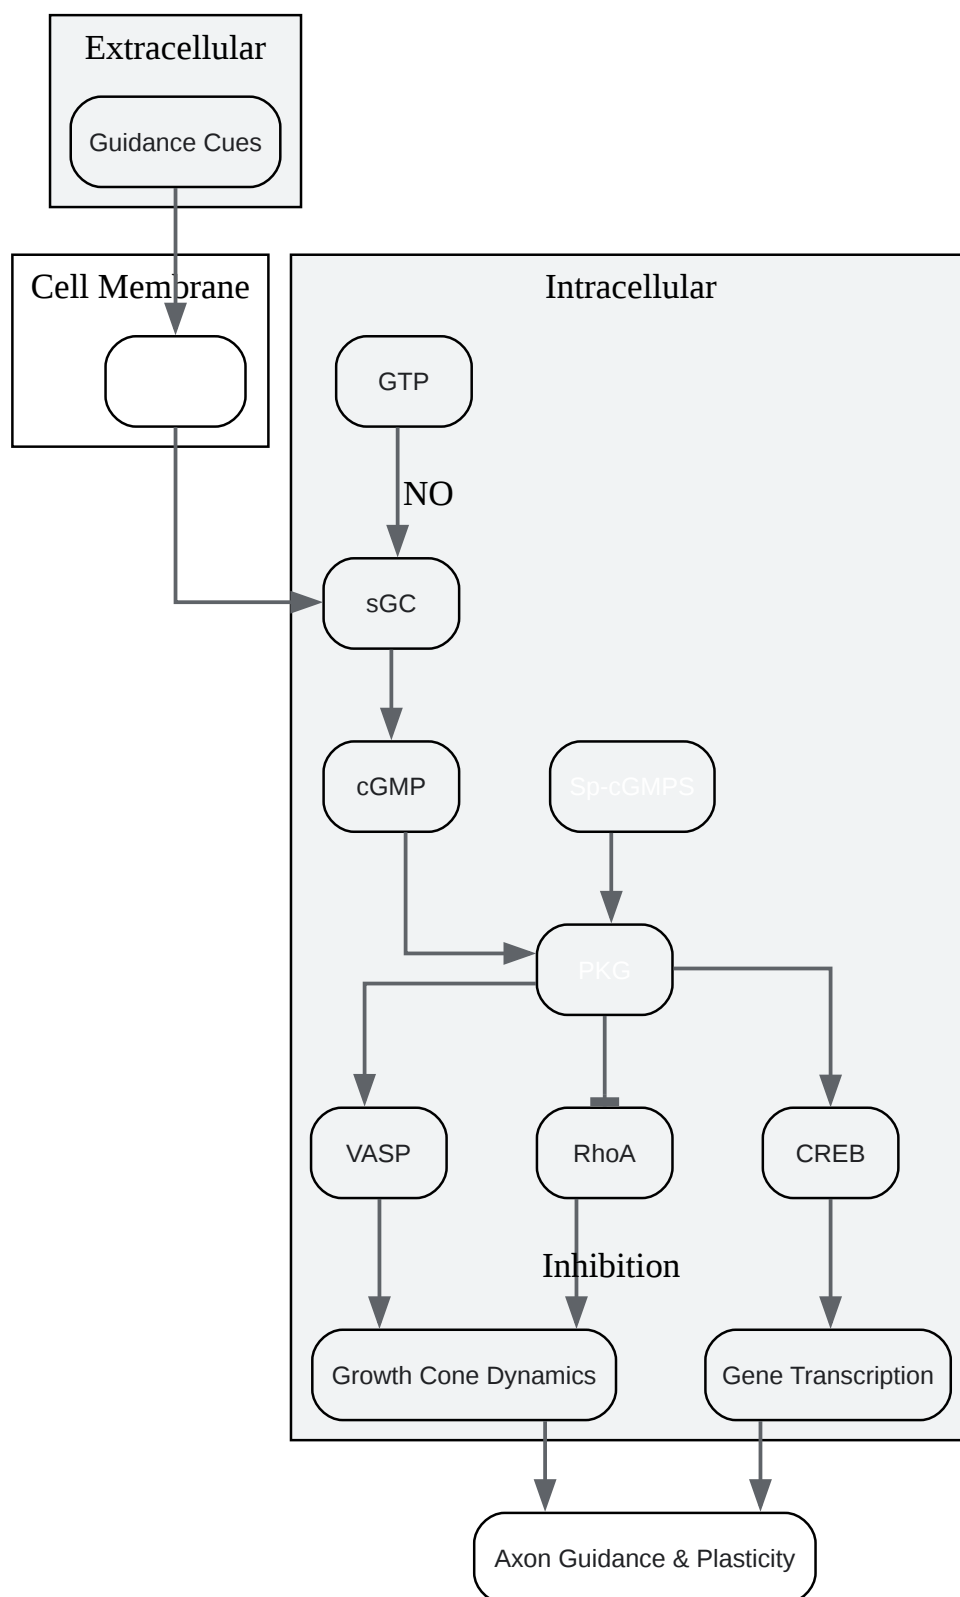 Extracellular
Guidance Cues
Cell Membrane
Intracellular
GTP
NO
sGC
cGMP
Sp-cGMPS
PKG
VASP
RhoA
CREB
Inhibition
Growth Cone Dynamics
Gene Transcription
Axon Guidance & Plasticity